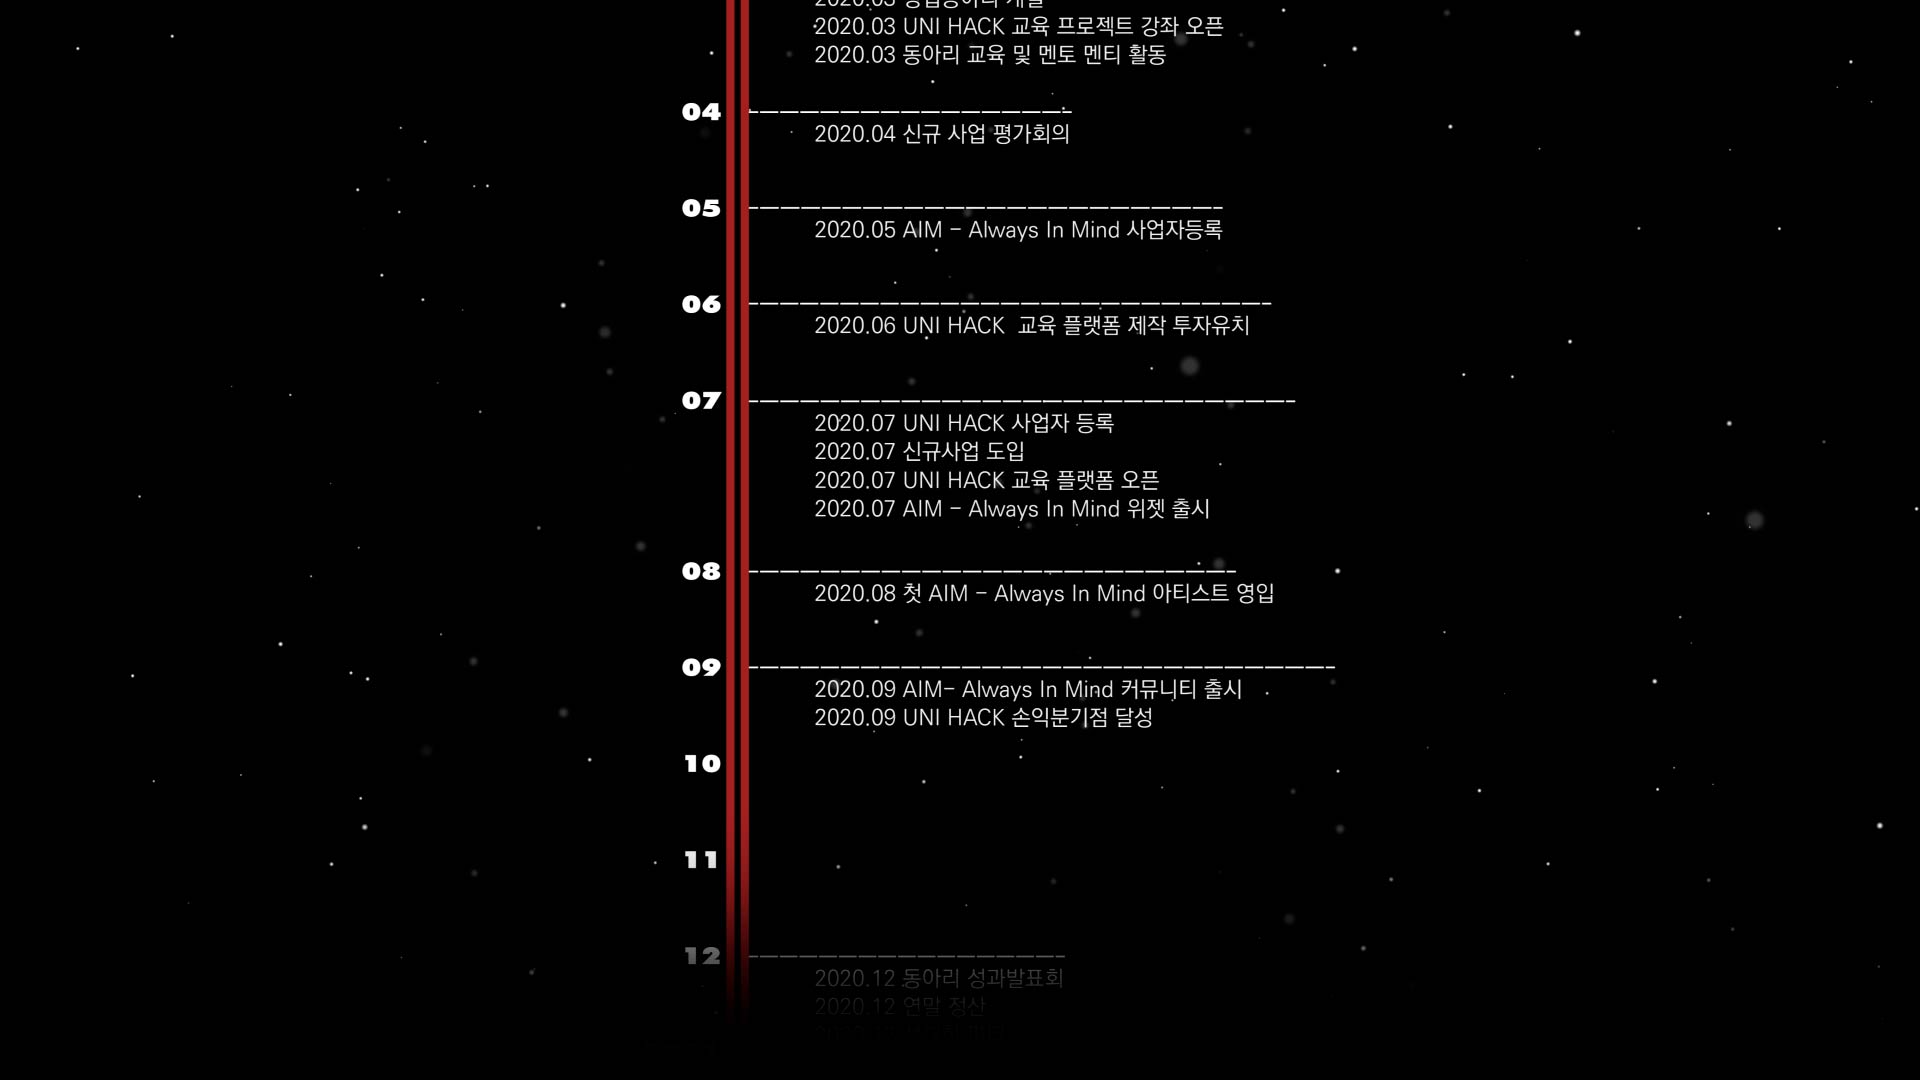 2020.03 UNI HACK 교육 프로젝트 강좌 오픈
2020.03 동아리 교육 및 멘토 멘티 활동
04
2020.04 신규 사업 평가회의
05
2020.05 AIM - Always In Mind 사업자등록
06
2020.06 UNI HACK 교육 플랫폼 제작 투자유치
07
2020.07 UNI HACK 사업자 등록
2020.07 신규사업 도입
2020.07 UNI HACK 교육 플랫폼 오픈
2020.07 AIM - Always In Mind 위젯 출시
08
2020.08 첫 AIM - Always In Mind 아티스트 영입
09
2020.09 AIM- Always In Mind 커뮤니티 출시
2020.09 UNI HACK 손익분기점 달성
10
11
12
2020.12 동아리 성과발표회
2020.12 연말 정산